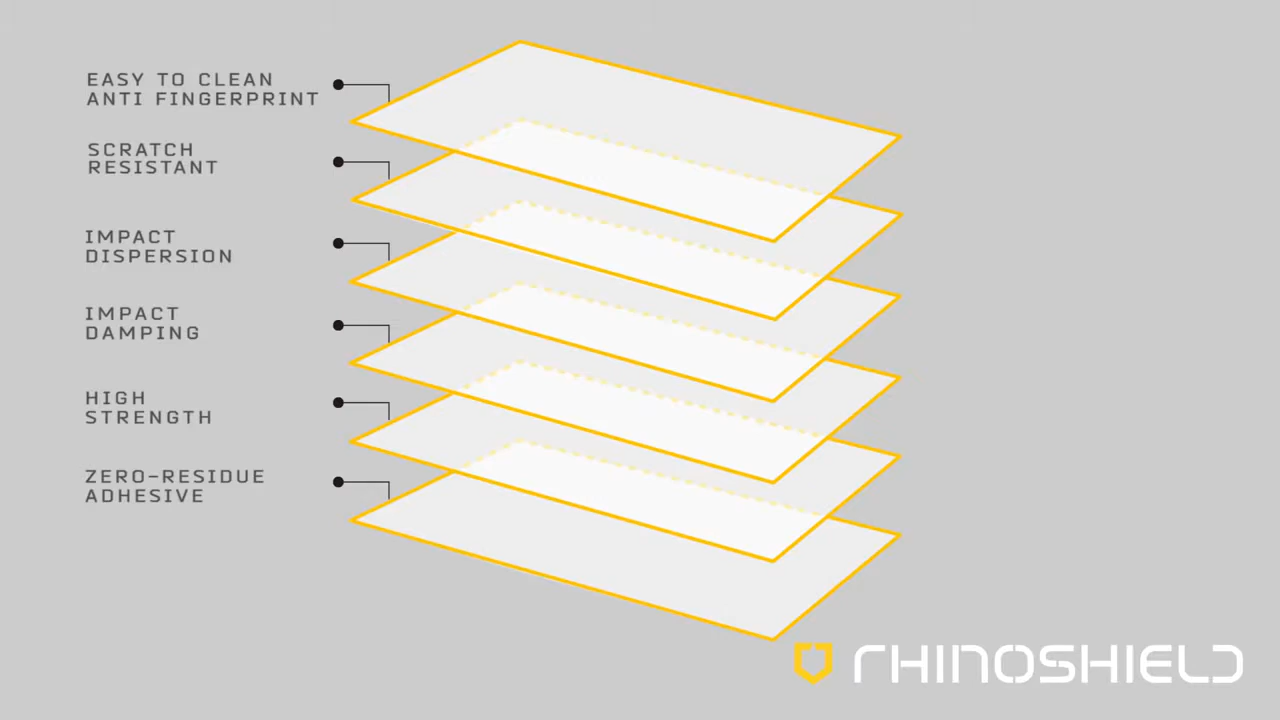 EASY TO CLEAN
ANTI FINGERPRINT
SCRATCH
RESISTANT
IMPACT
DISPERSION
IMPACT
DAMPING
HIGH
STRENGTH
ZERO-RESIDUE
ADHESIVE
RHINOSHIELD